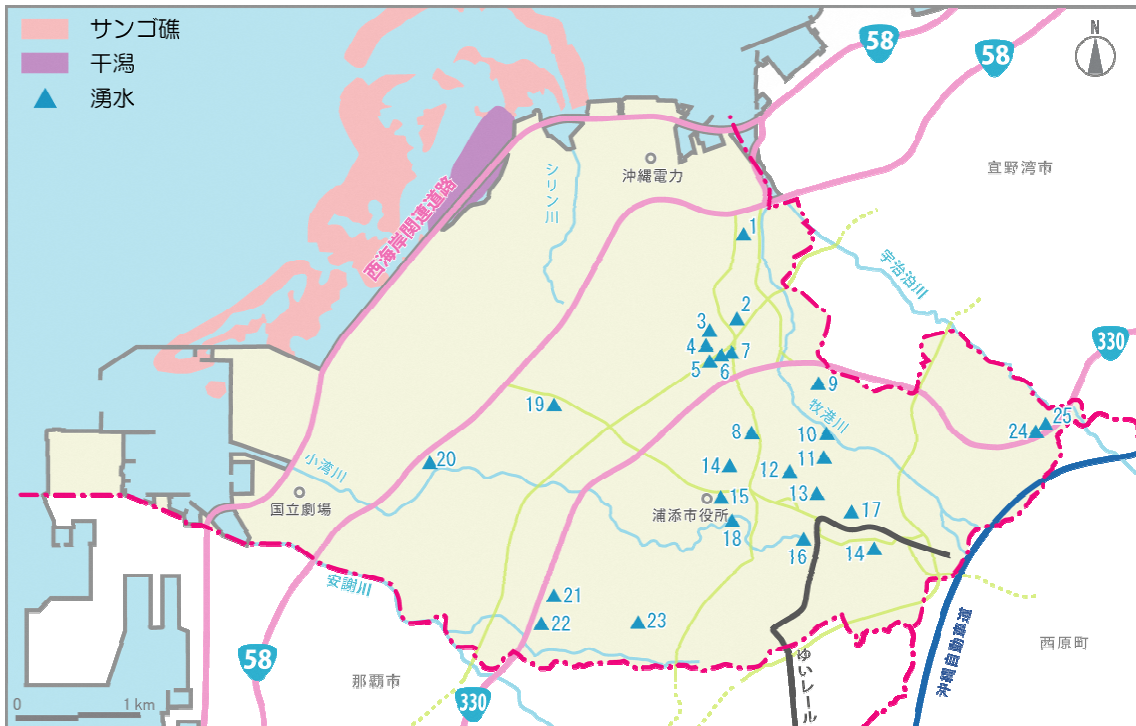 サンゴ礁
干潟
湧水
58
58
N
宜野湾市
沖縄電力
シリン川
西海岸関連道路
宇治泊川
1
2
3
4
5
6
7
330
9
19
牧港川
8
10
25
24
20
小湾川
14
12
11
13
15
国立劇場
浦添市役所
17
18
16
14
安謝川
21
22
23
ゆいレール
沖縄自動車道
西原町
那覇市
58
330
0
1km